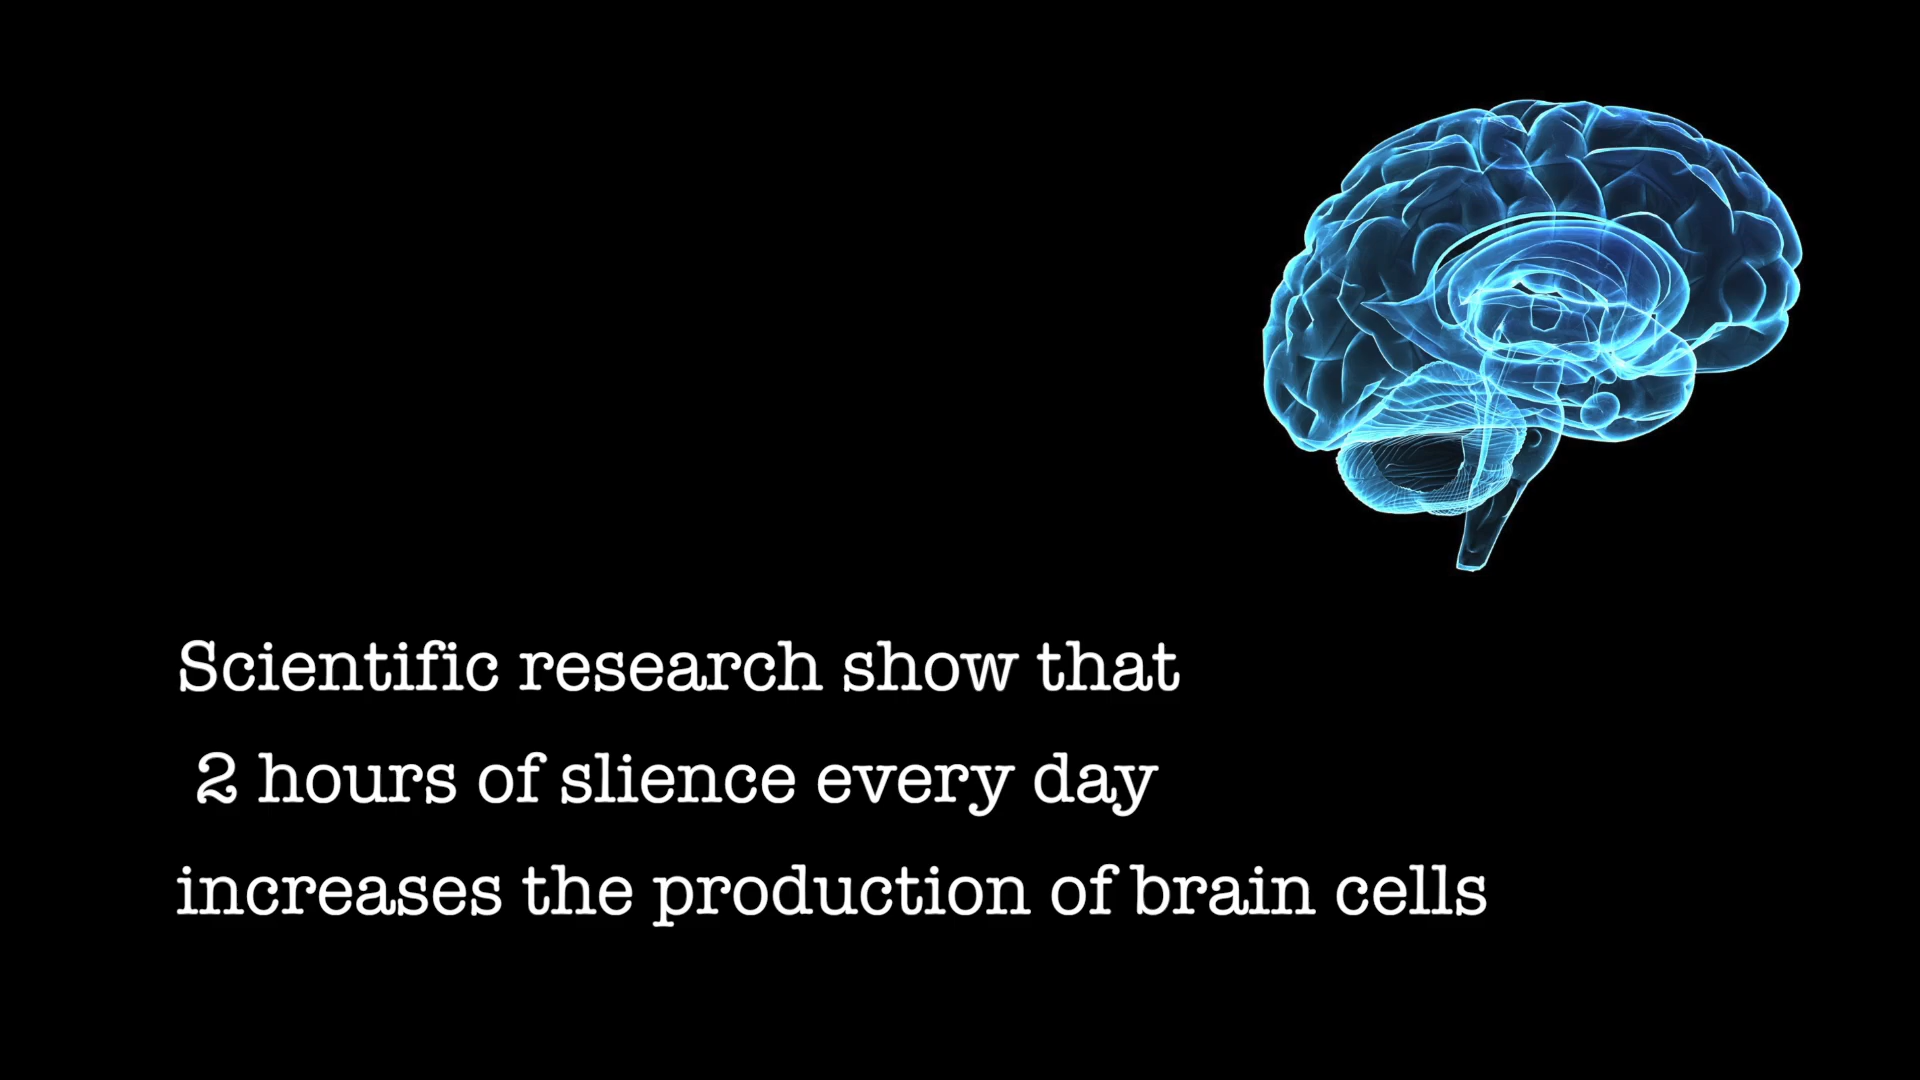 Scientific research show that
2 hours of slience every day
increases the production of brain cells